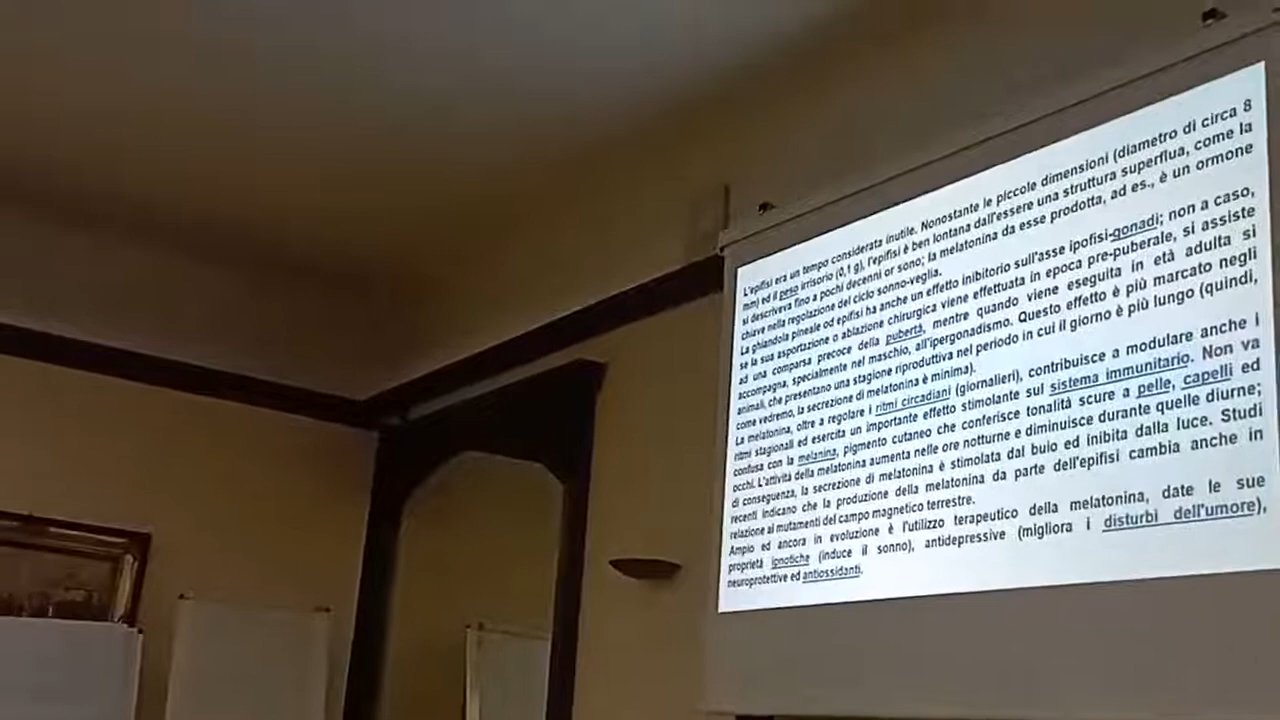 L'epifisi era un tempo considerata inutile. Nonostante le piccole dimensioni (diametro di circa 8
mm) ed il peso irrisorio (0,1 g), l'epifisi è ben lontana dall'essere una struttura superflua, come la
si descriveva fino a pochi decenni or sono; la melatonina da esse prodotta, ad es., è un ormone
chiave nella regolazione del ciclo sonno-veglia.
La ghiandola pineale od epifisi ha anche un effetto inibitorio sull'asse ipofisi-gonadi; non a caso,
se la sua asportazione o ablazione chirurgica viene effettuata in epoca pre-puberale, si assiste
ad una comparsa precoce della pubertà, mentre quando viene eseguita in età adulta si
accompagna, specialmente nel maschio, all'ipergonadismo. Questo effetto è più marcato negli
animali, che presentano una stagione riproduttiva nel periodo in cui il giorno è più lungo (quindi,
come vedremo, la secrezione di melatonina è minima).
La melatonina, oltre a regolare i ritmi circadiani (giornalieri), contribuisce a modulare anche i
ritmi stagionali ed esercita un importante effetto stimolante sul sistema immunitario. Non va
confusa con la melanina, pigmento cutaneo che conferisce tonalità scure a pelle, capelli ed
occhi. L'attività della melatonina aumenta nelle ore notturne e diminuisce durante quelle diurne;
di conseguenza, la secrezione di melatonina è stimolata dal buio ed inibita dalla luce. Studi
recenti indicano che la produzione della melatonina da parte dell'epifisi cambia anche in
relazione ai mutamenti del campo magnetico terrestre.
Ampio ed ancora in evoluzione è l'utilizzo terapeutico della melatonina, date le sue
proprietà ipnotiche (induce il sonno), antidepressive (migliora i disturbi dell'umore),
neuroprotettive ed antiossidanti.